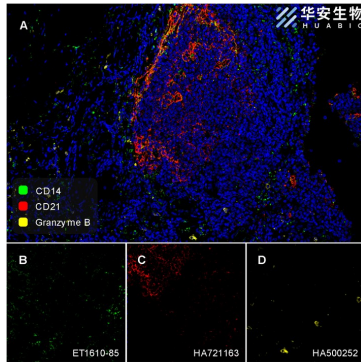 华安生物
HUABIO
A
CD14
CD21
Granzyme B
B
C
D
ET1610-85
HA721163
HA500252